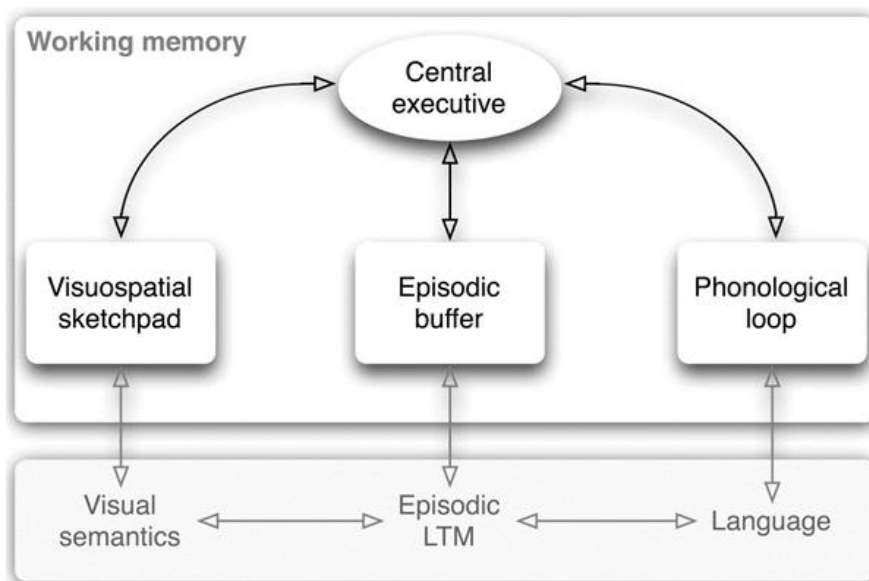 Working memory
Central
executive
Visuospatial
sketchpad
Episodic
buffer
Phonological
loop
Visual
semantics
Episodic
LTM
Language